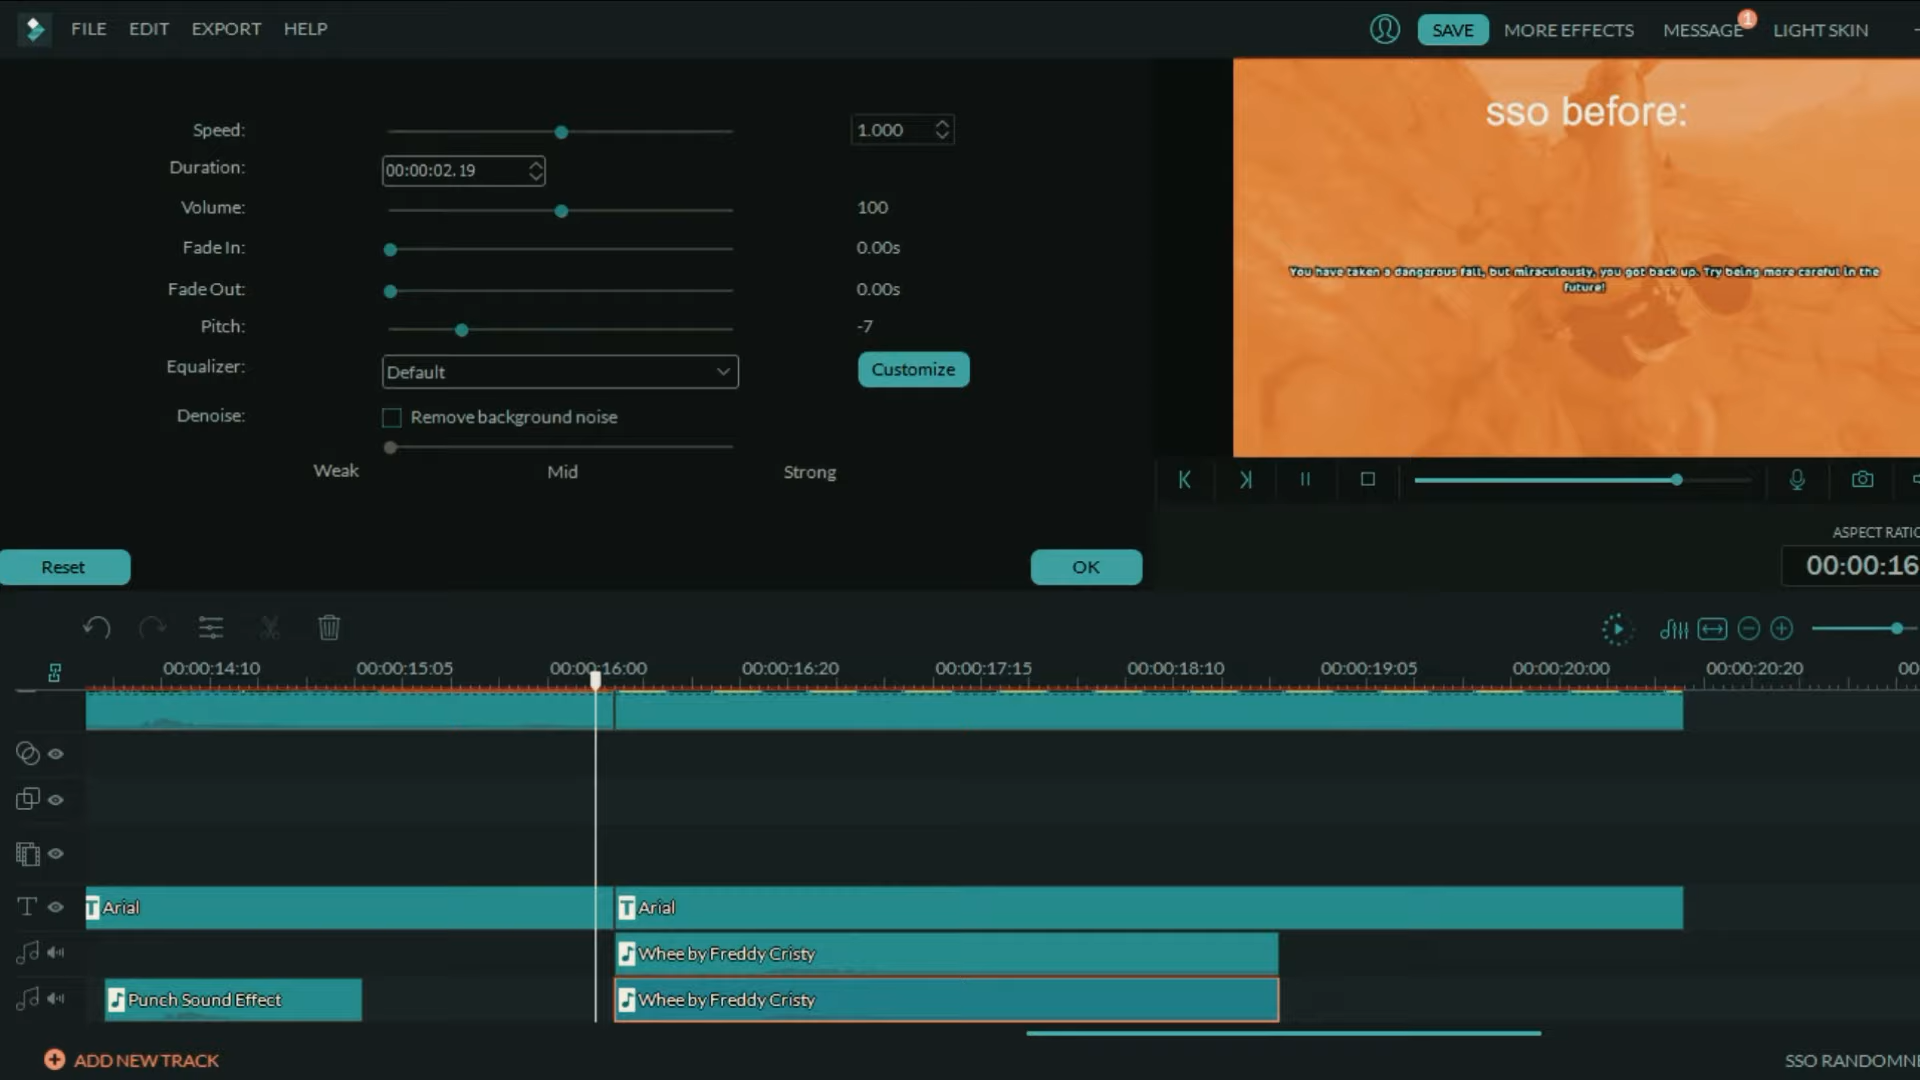 FILE EDIT EXPORT HELP
SAVE MORE EFFECTS MESSAGE 1 LIGHT SKIN
Speed: 1.000
Duration: 00:00:02.19
Volume: 100
Fade In: 0.00s
Fade Out: 0.00s
Pitch: -7
Equalizer: Default Customize
Denoise: Remove background noise
Weak Mid Strong
Reset OK
sso before:
You have taken a dangerous fall, but miraculously, you got back up. Try being more careful in the
future!
ASPECT RATIO
00:00:16
00:00:14:10 00:00:15:05 00:00:16:00 00:00:16:20 00:00:17:15 00:00:18:10 00:00:19:05 00:00:20:00 00:00:20:20 00
T Arial T Arial
Whee by Freddy Cristy
Punch Sound Effect Whee by Freddy Cristy
ADD NEW TRACK
SSO RANDOMNE